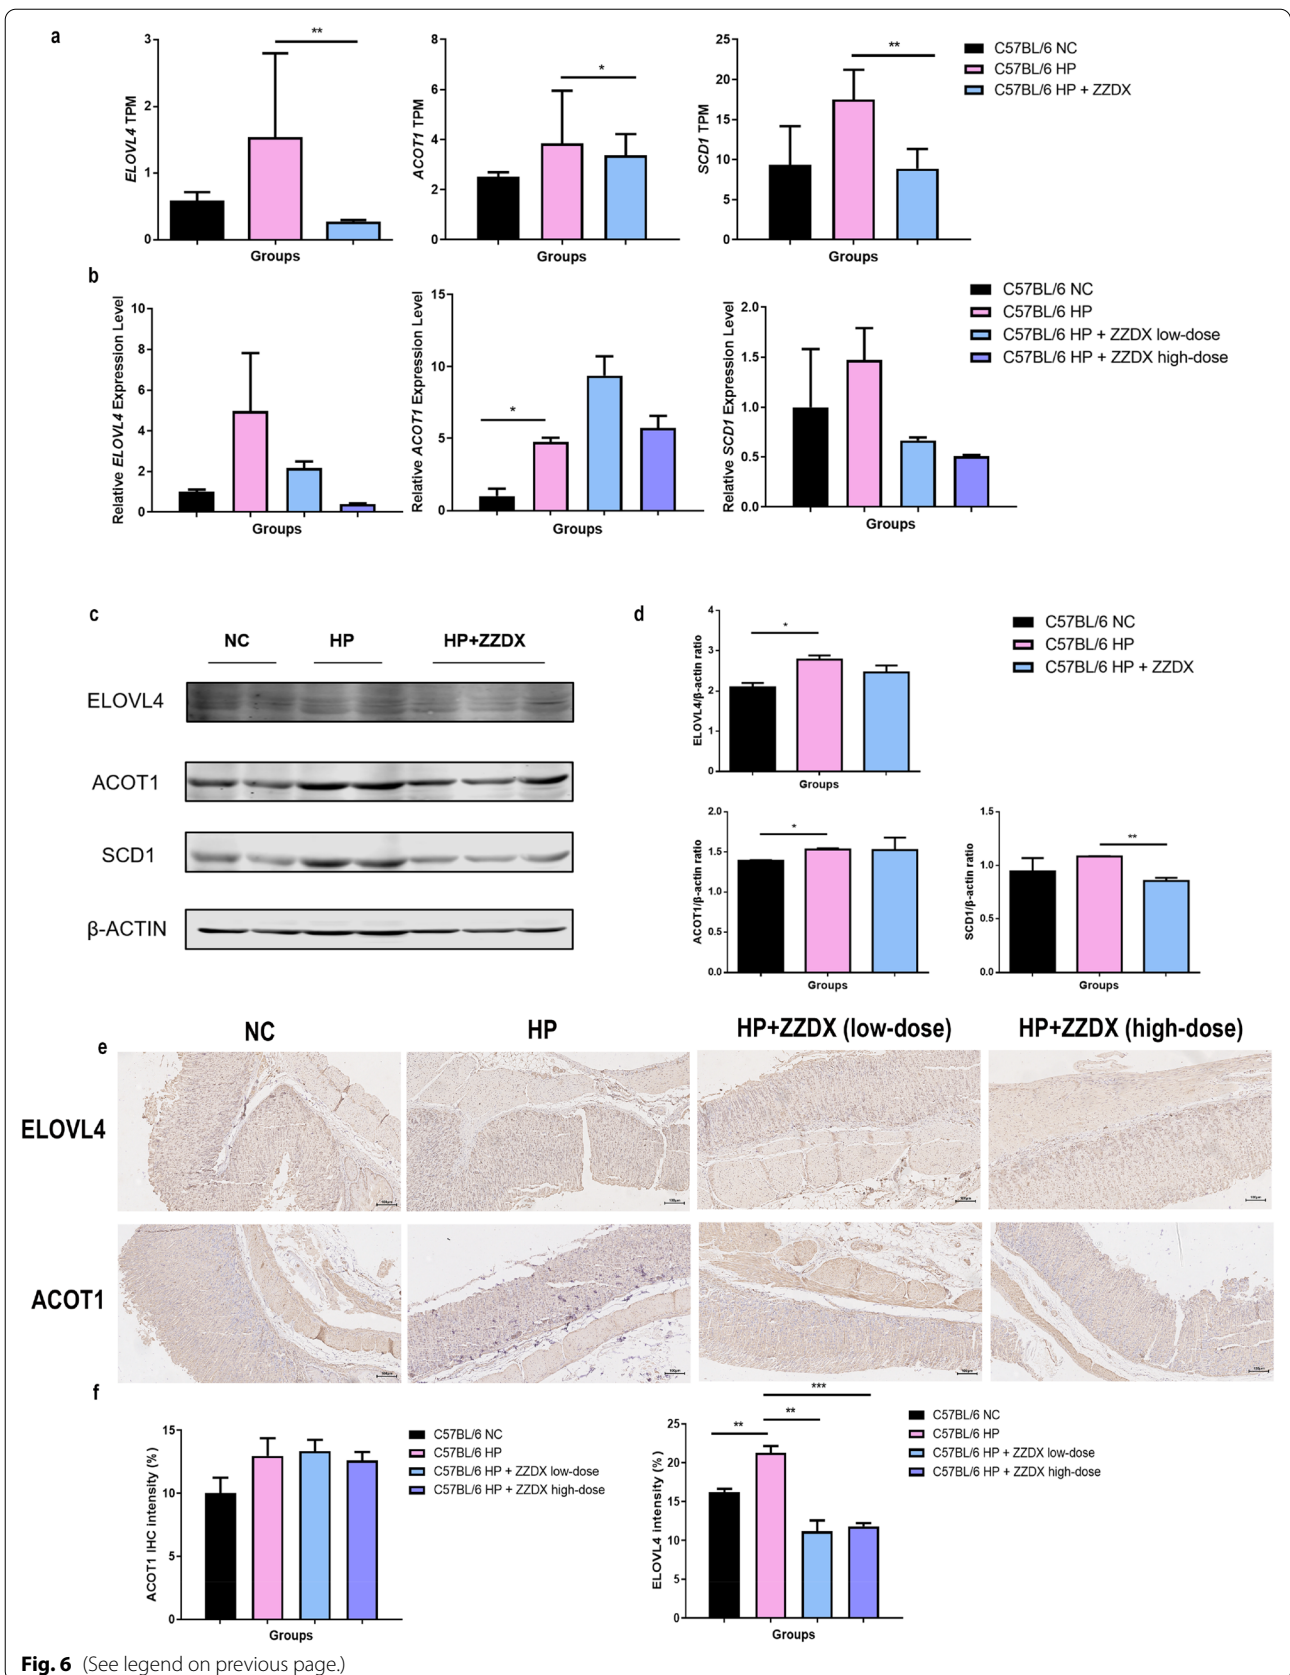 a
3
2
1
0
ELOVL4 TPM
**
Groups
8
6
4
2
0
ACOT1 TPM
*
Groups
25
20
15
10
5
0
SCD1 TPM
**
Groups
C57BL/6 NC
C57BL/6 HP
C57BL/6 HP + ZZDX
b
10
8
6
4
2
0
Relative ELOVL4 Expression Level
Groups
15
10
5
0
Relative ACOT1 Expression Level
*
Groups
2.0
1.5
1.0
0.5
0.0
Relative SCD1 Expression Level
Groups
C57BL/6 NC
C57BL/6 HP
C57BL/6 HP + ZZDX low-dose
C57BL/6 HP + ZZDX high-dose
c
NC HP HP+ZZDX
ELOVL4
ACOT1
SCD1
β-ACTIN
d
4
3
2
1
0
ELOVL4/β-actin ratio
*
Groups
C57BL/6 NC
C57BL/6 HP
C57BL/6 HP + ZZDX
2.0
1.5
1.0
0.5
0.0
ACOT1/β-actin ratio
*
Groups
1.5
1.0
0.5
0.0
SCD1/β-actin ratio
**
Groups
e
NC HP HP+ZZDX (low-dose) HP+ZZDX (high-dose)
ELOVL4
100μm
100μm
100μm
100μm
ACOT1
100μm
100μm
100μm
100μm
f
15
10
5
0
ACOT1 IHC intensity (%)
Groups
C57BL/6 NC
C57BL/6 HP
C57BL/6 HP + ZZDX low-dose
C57BL/6 HP + ZZDX high-dose
25
20
15
10
5
0
ELOVL4 intensity (%)
**
**
***
Groups
C57BL/6 NC
C57BL/6 HP
C57BL/6 HP + ZZDX low-dose
C57BL/6 HP + ZZDX high-dose
Fig. 6 (See legend on previous page.)